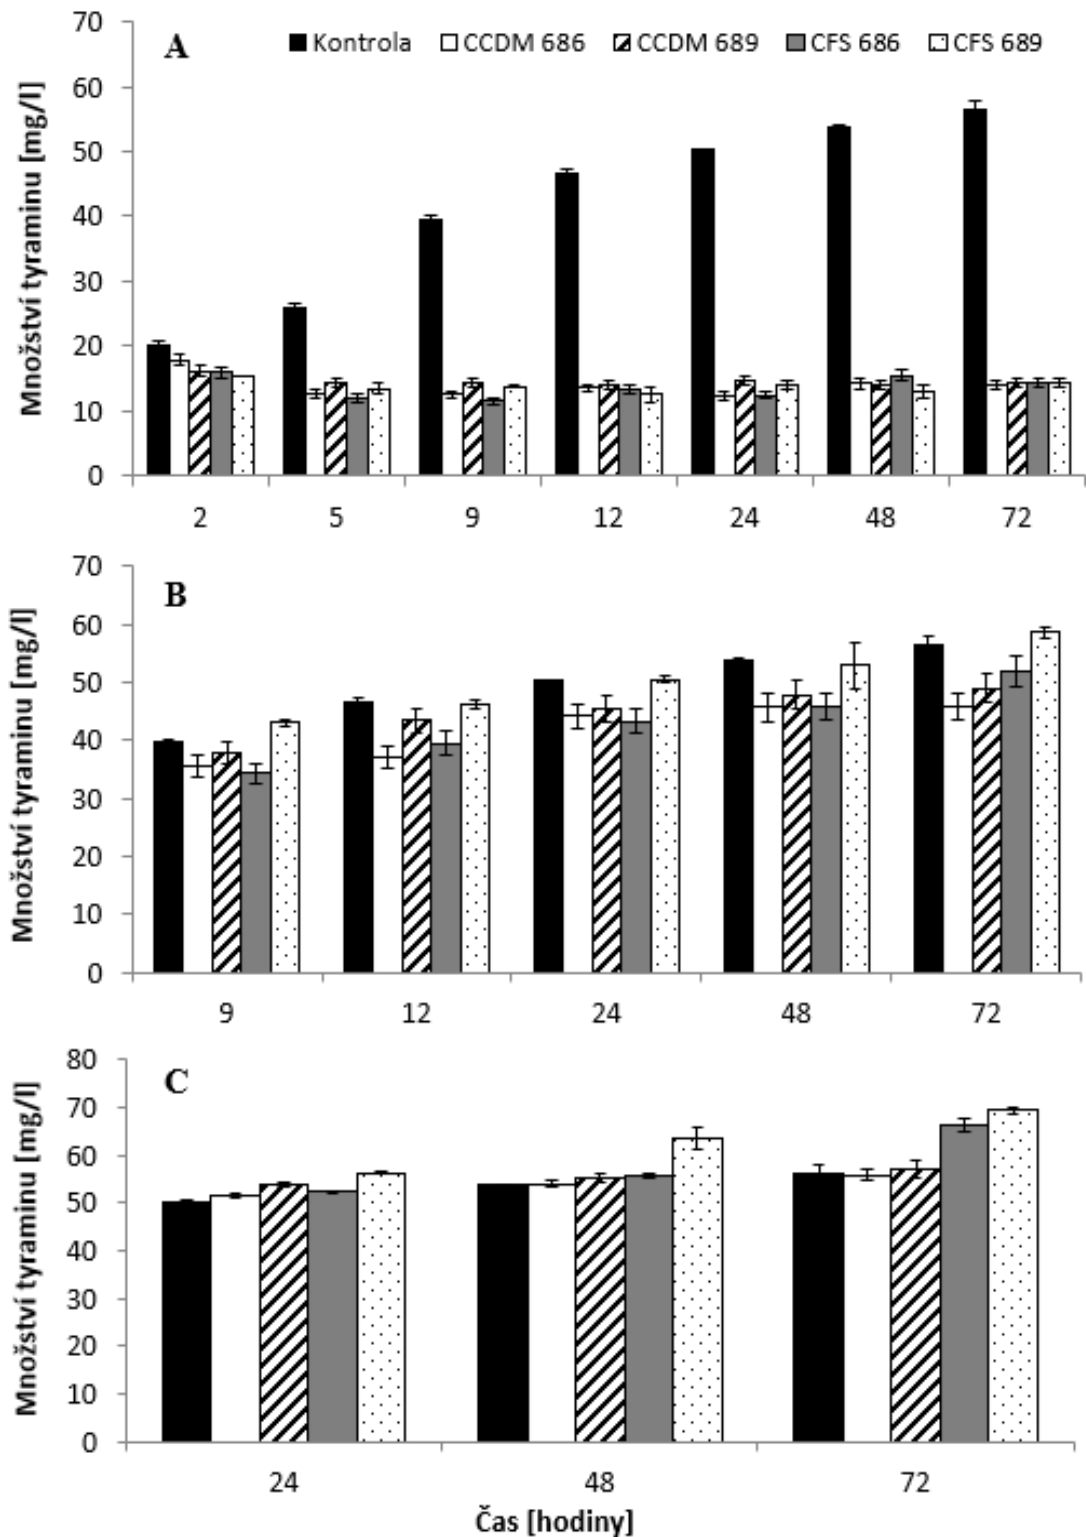 A
Kontrola CCDM 686 CCDM 689 CFS 686 CFS 689
Množství tyraminu [mg/l]
70
60
50
40
30
20
10
0
2 5 9 12 24 48 72
B
Množství tyraminu [mg/l]
70
60
50
40
30
20
10
0
9 12 24 48 72
C
Množství tyraminu [mg/l]
80
70
60
50
40
30
20
10
0
24 48 72
Čas [hodiny]